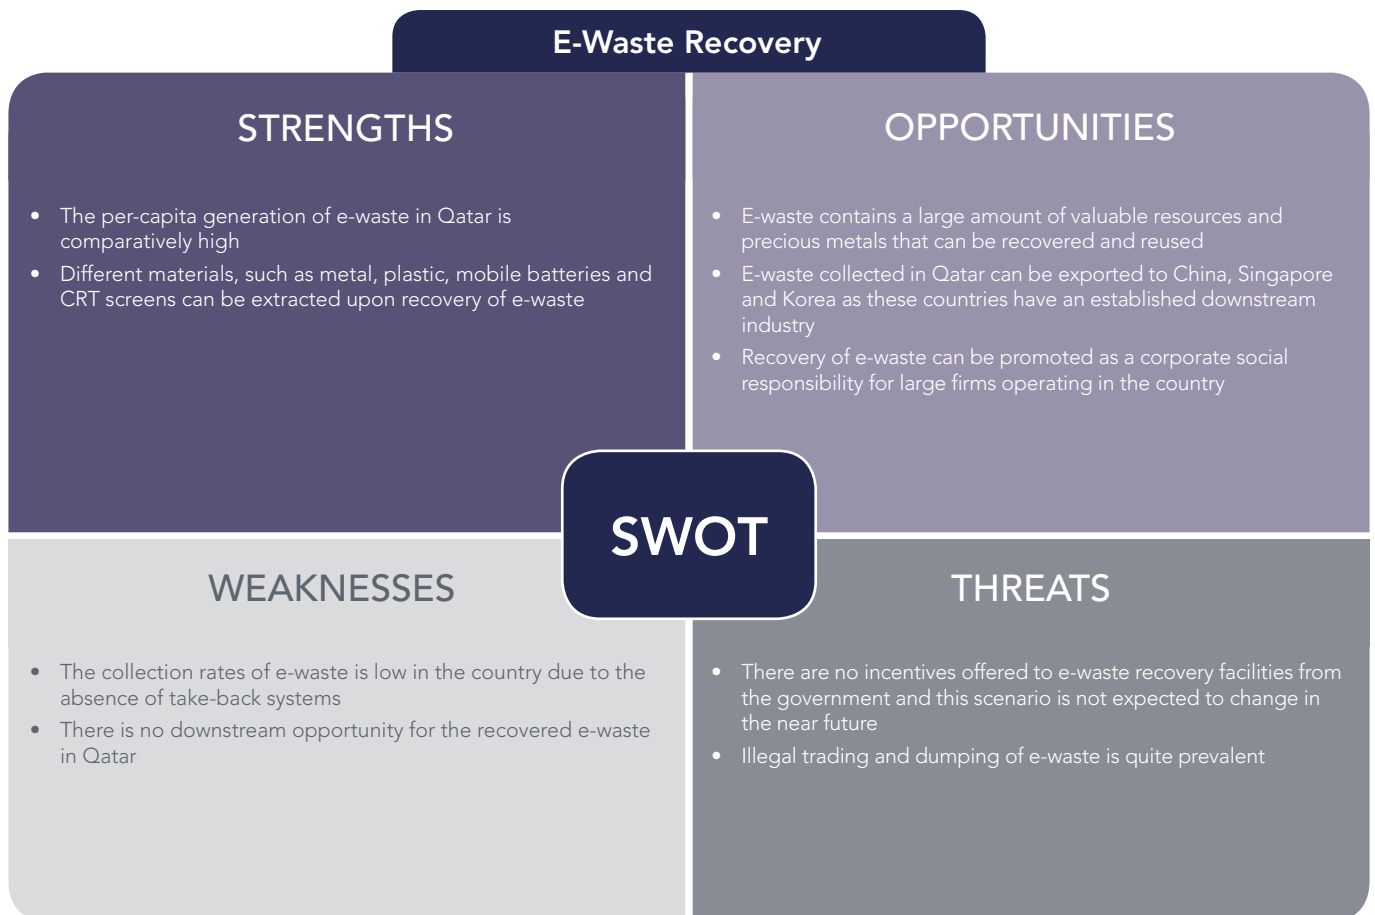 E-Waste Recovery
STRENGTHS
• The per-capita generation of e-waste in Qatar is
comparatively high
• Different materials, such as metal, plastic, mobile batteries and
CRT screens can be extracted upon recovery of e-waste
OPPORTUNITIES
• E-waste contains a large amount of valuable resources and
precious metals that can be recovered and reused
• E-waste collected in Qatar can be exported to China, Singapore
and Korea as these countries have an established downstream
industry
• Recovery of e-waste can be promoted as a corporate social
responsibility for large firms operating in the country
SWOT
WEAKNESSES
• The collection rates of e-waste is low in the country due to the
absence of take-back systems
• There is no downstream opportunity for the recovered e-waste
in Qatar
THREATS
• There are no incentives offered to e-waste recovery facilities from
the government and this scenario is not expected to change in
the near future
• Illegal trading and dumping of e-waste is quite prevalent